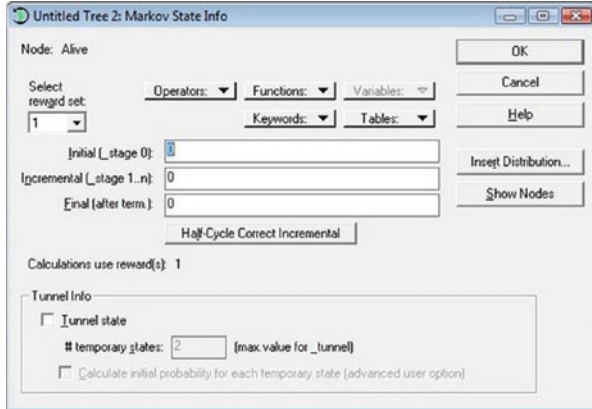 Untitled Tree 2: Markov State Info
Node: Alive
OK
Cancel
Help
Select
reward set:
1
Operators:
Functions:
Variables:
Keywords:
Tables:
Initial (_stage 0):
0
Incremental (_stage 1..n):
0
Final (after term.):
0
Insert Distribution...
Show Nodes
Half-Cycle Correct Incremental
Calculations use reward(s): 1
Tunnel Info
Tunnel state
# temporary states:
2
(max.value for _tunnel)
Calculate initial probability for each temporary state (advanced user option)